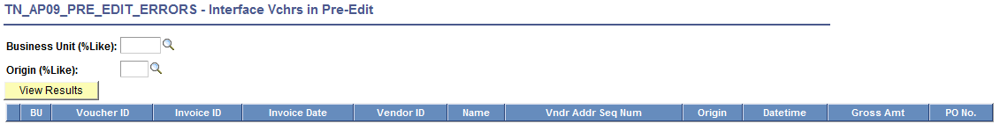 TN_AP09_PRE_EDIT_ERRORS - Interface Vchrs in Pre-Edit
Business Unit (%Like):
Origin (%Like):
View Results
BU Voucher ID Invoice ID Invoice Date Vendor ID Name Vndr Addr Seq Num Origin Datetime Gross Amt PO No.